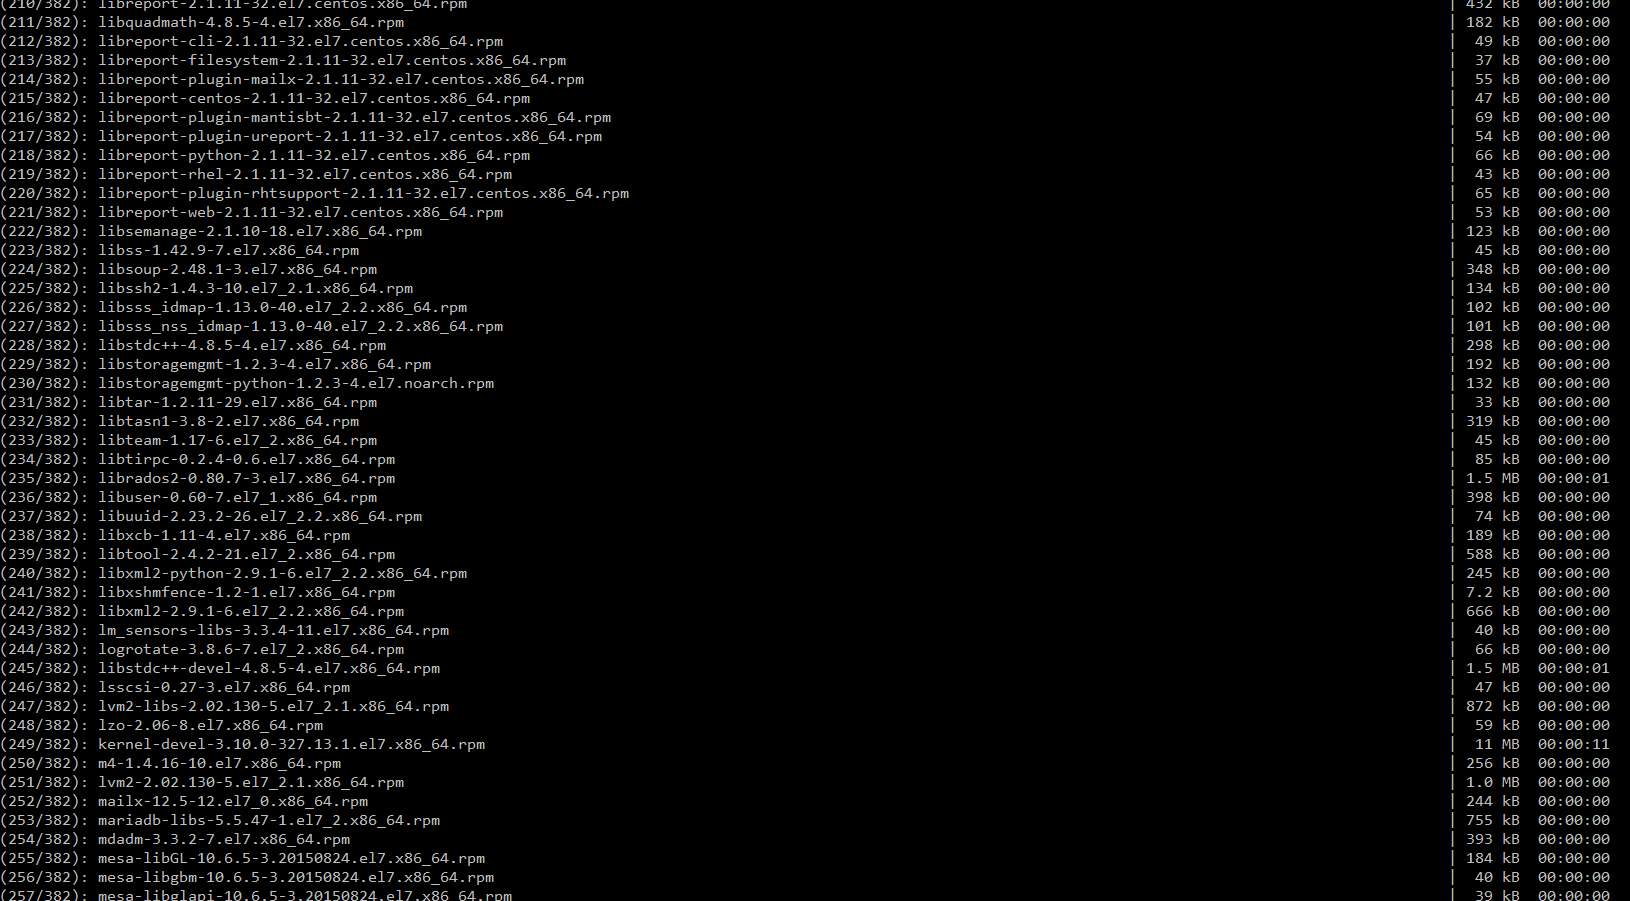 (210/382): libreport-2.1.11-32.el7.centos.x86_64.rpm | 432 kB 00:00:00
(211/382): libquadmath-4.8.5-4.el7.x86_64.rpm | 182 kB 00:00:00
(212/382): libreport-cli-2.1.11-32.el7.centos.x86_64.rpm | 49 kB 00:00:00
(213/382): libreport-filesystem-2.1.11-32.el7.centos.x86_64.rpm | 37 kB 00:00:00
(214/382): libreport-plugin-mailx-2.1.11-32.el7.centos.x86_64.rpm | 55 kB 00:00:00
(215/382): libreport-centos-2.1.11-32.el7.centos.x86_64.rpm | 47 kB 00:00:00
(216/382): libreport-plugin-mantisbt-2.1.11-32.el7.centos.x86_64.rpm | 69 kB 00:00:00
(217/382): libreport-plugin-ureport-2.1.11-32.el7.centos.x86_64.rpm | 54 kB 00:00:00
(218/382): libreport-python-2.1.11-32.el7.centos.x86_64.rpm | 66 kB 00:00:00
(219/382): libreport-rhel-2.1.11-32.el7.centos.x86_64.rpm | 43 kB 00:00:00
(220/382): libreport-plugin-rhtsupport-2.1.11-32.el7.centos.x86_64.rpm | 65 kB 00:00:00
(221/382): libreport-web-2.1.11-32.el7.centos.x86_64.rpm | 53 kB 00:00:00
(222/382): libsemanage-2.1.10-18.el7.x86_64.rpm | 123 kB 00:00:00
(223/382): libss-1.42.9-7.el7.x86_64.rpm | 45 kB 00:00:00
(224/382): libsoup-2.48.1-3.el7.x86_64.rpm | 348 kB 00:00:00
(225/382): libssh2-1.4.3-10.el7_2.1.x86_64.rpm | 134 kB 00:00:00
(226/382): libsss_idmap-1.13.0-40.el7_2.2.x86_64.rpm | 102 kB 00:00:00
(227/382): libsss_nss_idmap-1.13.0-40.el7_2.2.x86_64.rpm | 101 kB 00:00:00
(228/382): libstdc++-4.8.5-4.el7.x86_64.rpm | 298 kB 00:00:00
(229/382): libstoragemgmt-1.2.3-4.el7.x86_64.rpm | 192 kB 00:00:00
(230/382): libstoragemgmt-python-1.2.3-4.el7.noarch.rpm | 132 kB 00:00:00
(231/382): libtar-1.2.11-29.el7.x86_64.rpm | 33 kB 00:00:00
(232/382): libtasn1-3.8-2.el7.x86_64.rpm | 319 kB 00:00:00
(233/382): libteam-1.17-6.el7_2.x86_64.rpm | 45 kB 00:00:00
(234/382): libtirpc-0.2.4-0.6.el7.x86_64.rpm | 85 kB 00:00:00
(235/382): librados2-0.80.7-3.el7.x86_64.rpm | 1.5 MB 00:00:01
(236/382): libuser-0.60-7.el7_1.x86_64.rpm | 398 kB 00:00:00
(237/382): libuuid-2.23.2-26.el7_2.2.x86_64.rpm | 74 kB 00:00:00
(238/382): libxcb-1.11-4.el7.x86_64.rpm | 189 kB 00:00:00
(239/382): libtool-2.4.2-21.el7_2.x86_64.rpm | 588 kB 00:00:00
(240/382): libxml2-python-2.9.1-6.el7_2.2.x86_64.rpm | 245 kB 00:00:00
(241/382): libxshmfence-1.2-1.el7.x86_64.rpm | 7.2 kB 00:00:00
(242/382): libxml2-2.9.1-6.el7_2.2.x86_64.rpm | 666 kB 00:00:00
(243/382): lm_sensors-libs-3.3.4-11.el7.x86_64.rpm | 40 kB 00:00:00
(244/382): logrotate-3.8.6-7.el7_2.x86_64.rpm | 66 kB 00:00:00
(245/382): libstdc++-devel-4.8.5-4.el7.x86_64.rpm | 1.5 MB 00:00:01
(246/382): lsscsi-0.27-3.el7.x86_64.rpm | 47 kB 00:00:00
(247/382): lvm2-libs-2.02.130-5.el7_2.1.x86_64.rpm | 872 kB 00:00:00
(248/382): lzo-2.06-8.el7.x86_64.rpm | 59 kB 00:00:00
(249/382): kernel-devel-3.10.0-327.13.1.el7.x86_64.rpm | 11 MB 00:00:11
(250/382): m4-1.4.16-10.el7.x86_64.rpm | 256 kB 00:00:00
(251/382): lvm2-2.02.130-5.el7_2.1.x86_64.rpm | 1.0 MB 00:00:00
(252/382): mailx-12.5-12.el7_0.x86_64.rpm | 244 kB 00:00:00
(253/382): mariadb-libs-5.5.47-1.el7_2.x86_64.rpm | 755 kB 00:00:00
(254/382): mdadm-3.3.2-7.el7.x86_64.rpm | 393 kB 00:00:00
(255/382): mesa-libGL-10.6.5-3.20150824.el7.x86_64.rpm | 184 kB 00:00:00
(256/382): mesa-libgbm-10.6.5-3.20150824.el7.x86_64.rpm | 40 kB 00:00:00
(257/382): mesa-libglapi-10.6.5-3.20150824.el7.x86_64.rpm | 39 kB 00:00:00